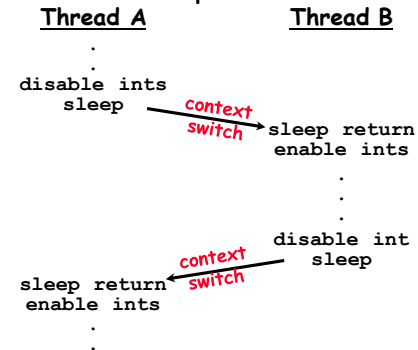 Thread A
Thread B
.
.
disable ints
sleep
context
switch
sleep return
enable ints
.
.
.
disable int
sleep
context
switch
sleep return
enable ints
.
.